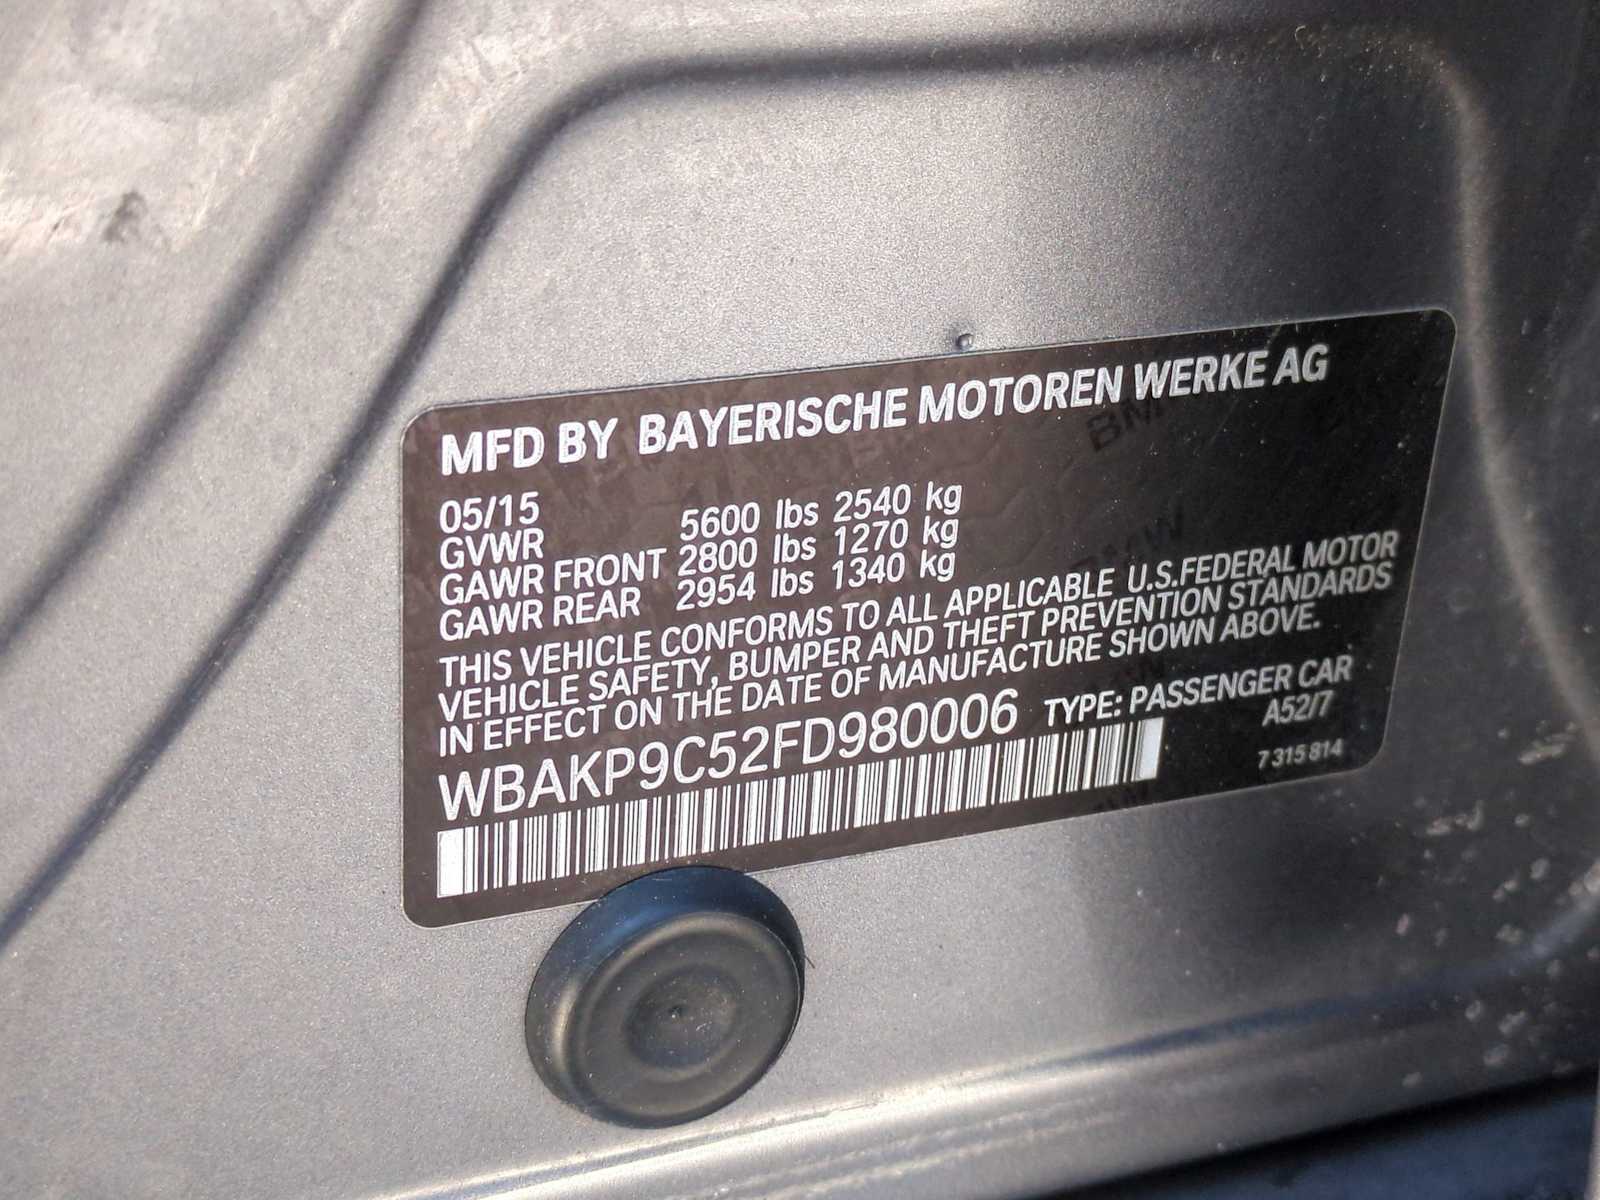 MFD BY BAYERISCHE MOTOREN WERKE AG
05/15
GVWR 5600 lbs 2540 kg
GAWR FRONT 2800 lbs 1270 kg
GAWR REAR 2954 lbs 1340 kg
THIS VEHICLE CONFORMS TO ALL APPLICABLE U.S.FEDERAL MOTOR
VEHICLE SAFETY, BUMPER AND THEFT PREVENTION STANDARDS
IN EFFECT ON THE DATE OF MANUFACTURE SHOWN ABOVE.
WBAKP9C52FD980006 TYPE: PASSENGER CAR
A52/7
7 315 814